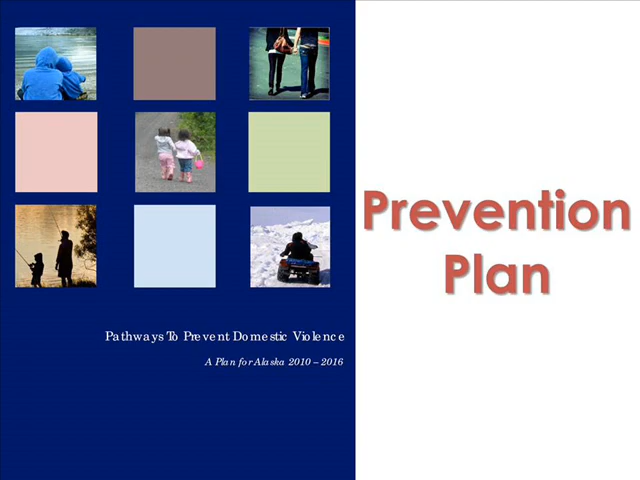 Pathways To Prevent Domestic Violence
A Plan for Alaska 2010 – 2016
Prevention
Plan